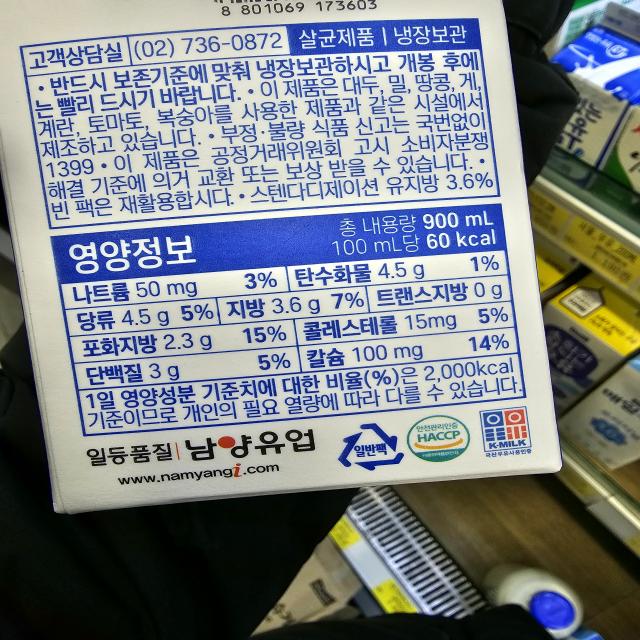 8 801069 173603
고객상담실 (02) 736-0872 살균제품 | 냉장보관
• 반드시 보존기준에 맞춰 냉장보관하시고 개봉 후에
는 빨리 드시기 바랍니다. • 이 제품은 대두, 밀, 땅콩, 게,
계란, 토마토 복숭아를 사용한 제품과 같은 시설에서
제조하고 있습니다. • 부정·불량 식품 신고는 국번없이
1399 • 이 제품은 공정거래위원회 고시 소비자분쟁
해결 기준에 의거 교환 또는 보상 받을 수 있습니다. •
빈 팩은 재활용합시다. • 스텐다디제이션 유지방 3.6%
영양정보
총 내용량 900 mL
100 mL당 60 kcal
나트륨 50 mg 3% 탄수화물 4.5 g 1%
당류 4.5 g 5% 지방 3.6 g 7% 트랜스지방 0 g
포화지방 2.3 g 15% 콜레스테롤 15mg 5%
단백질 3 g 5% 칼슘 100 mg 14%
1일 영양성분 기준치에 대한 비율(%)은 2,000kcal
기준이므로 개인의 필요 열량에 따라 다를 수 있습니다.
일등품질 | 남양유업
www.namyangi.com
일반팩
안전관리인증
HACCP
K-MILK
국산우유사용인증